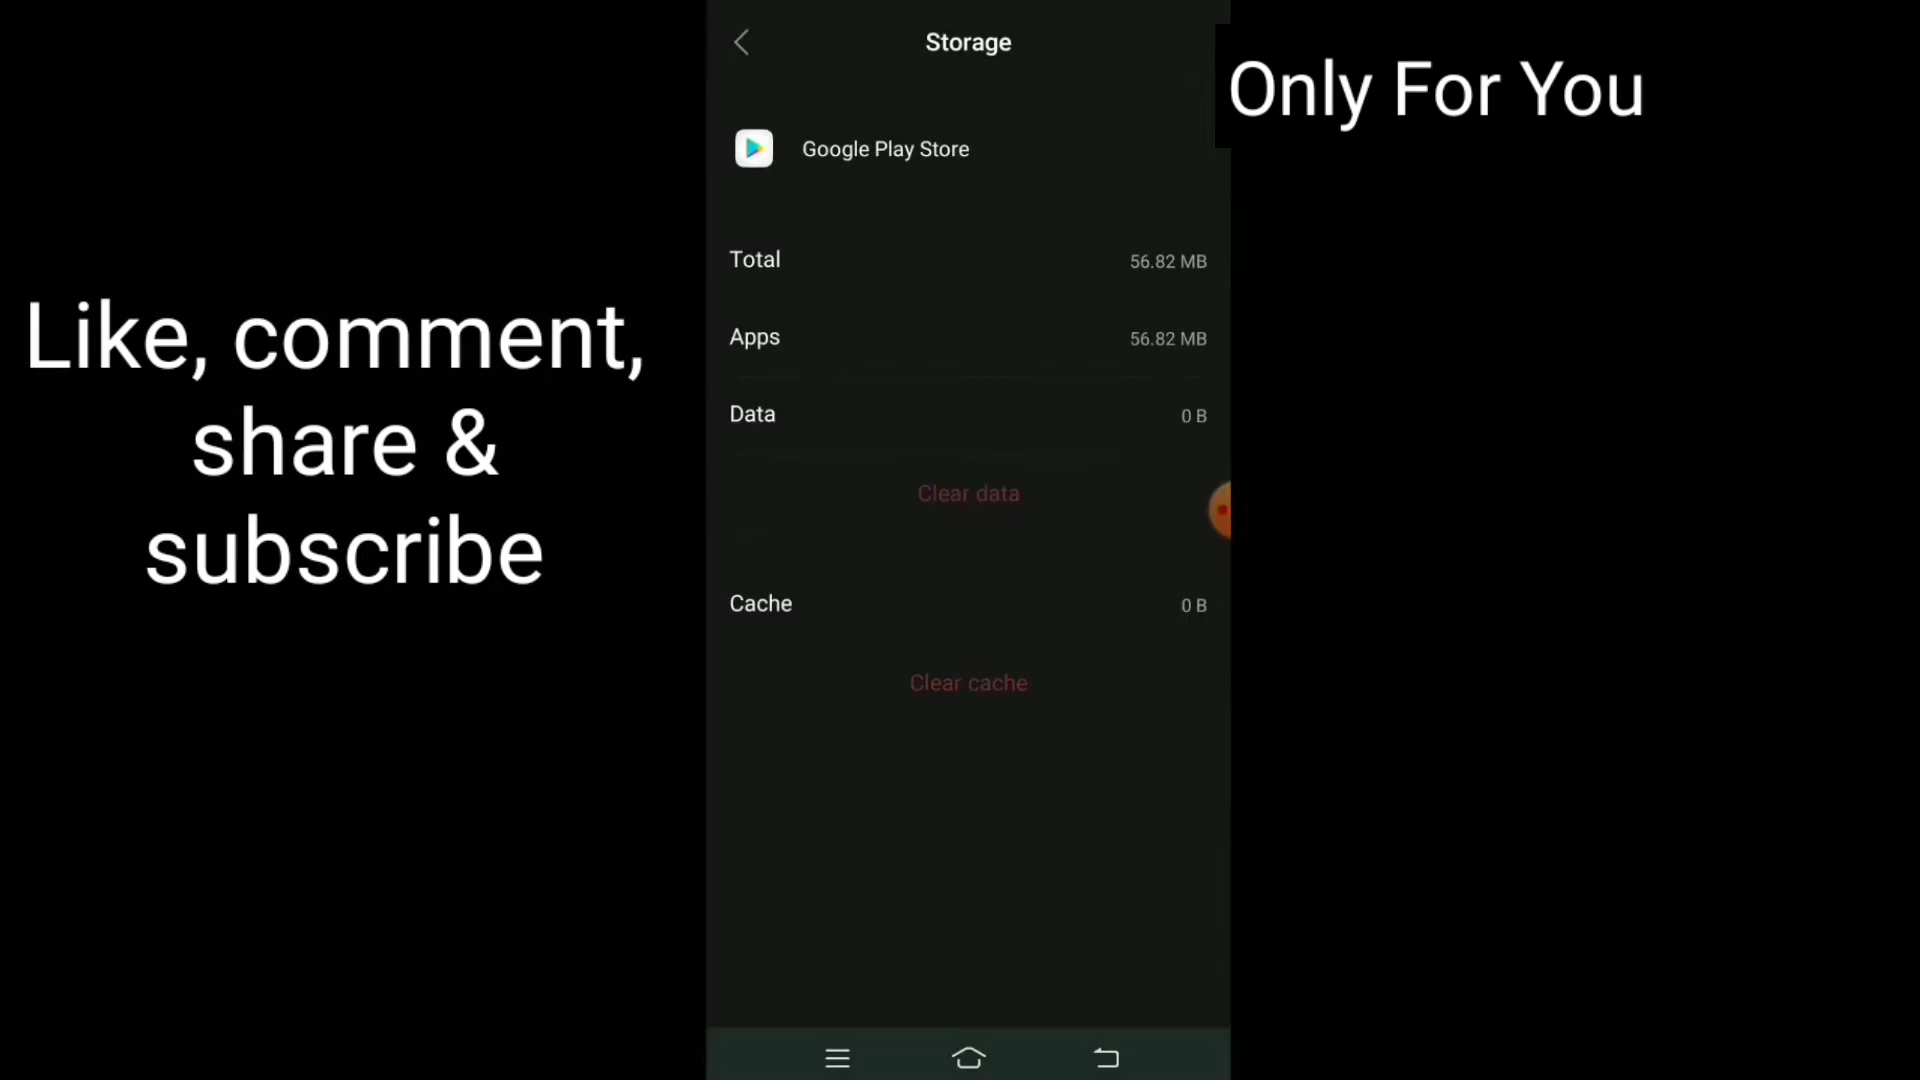 Storage
Only For You
Google Play Store
Total 56.82 MB
Apps 56.82 MB
Data 0 B
Clear data
Cache 0 B
Clear cache
Like, comment,
share &
subscribe